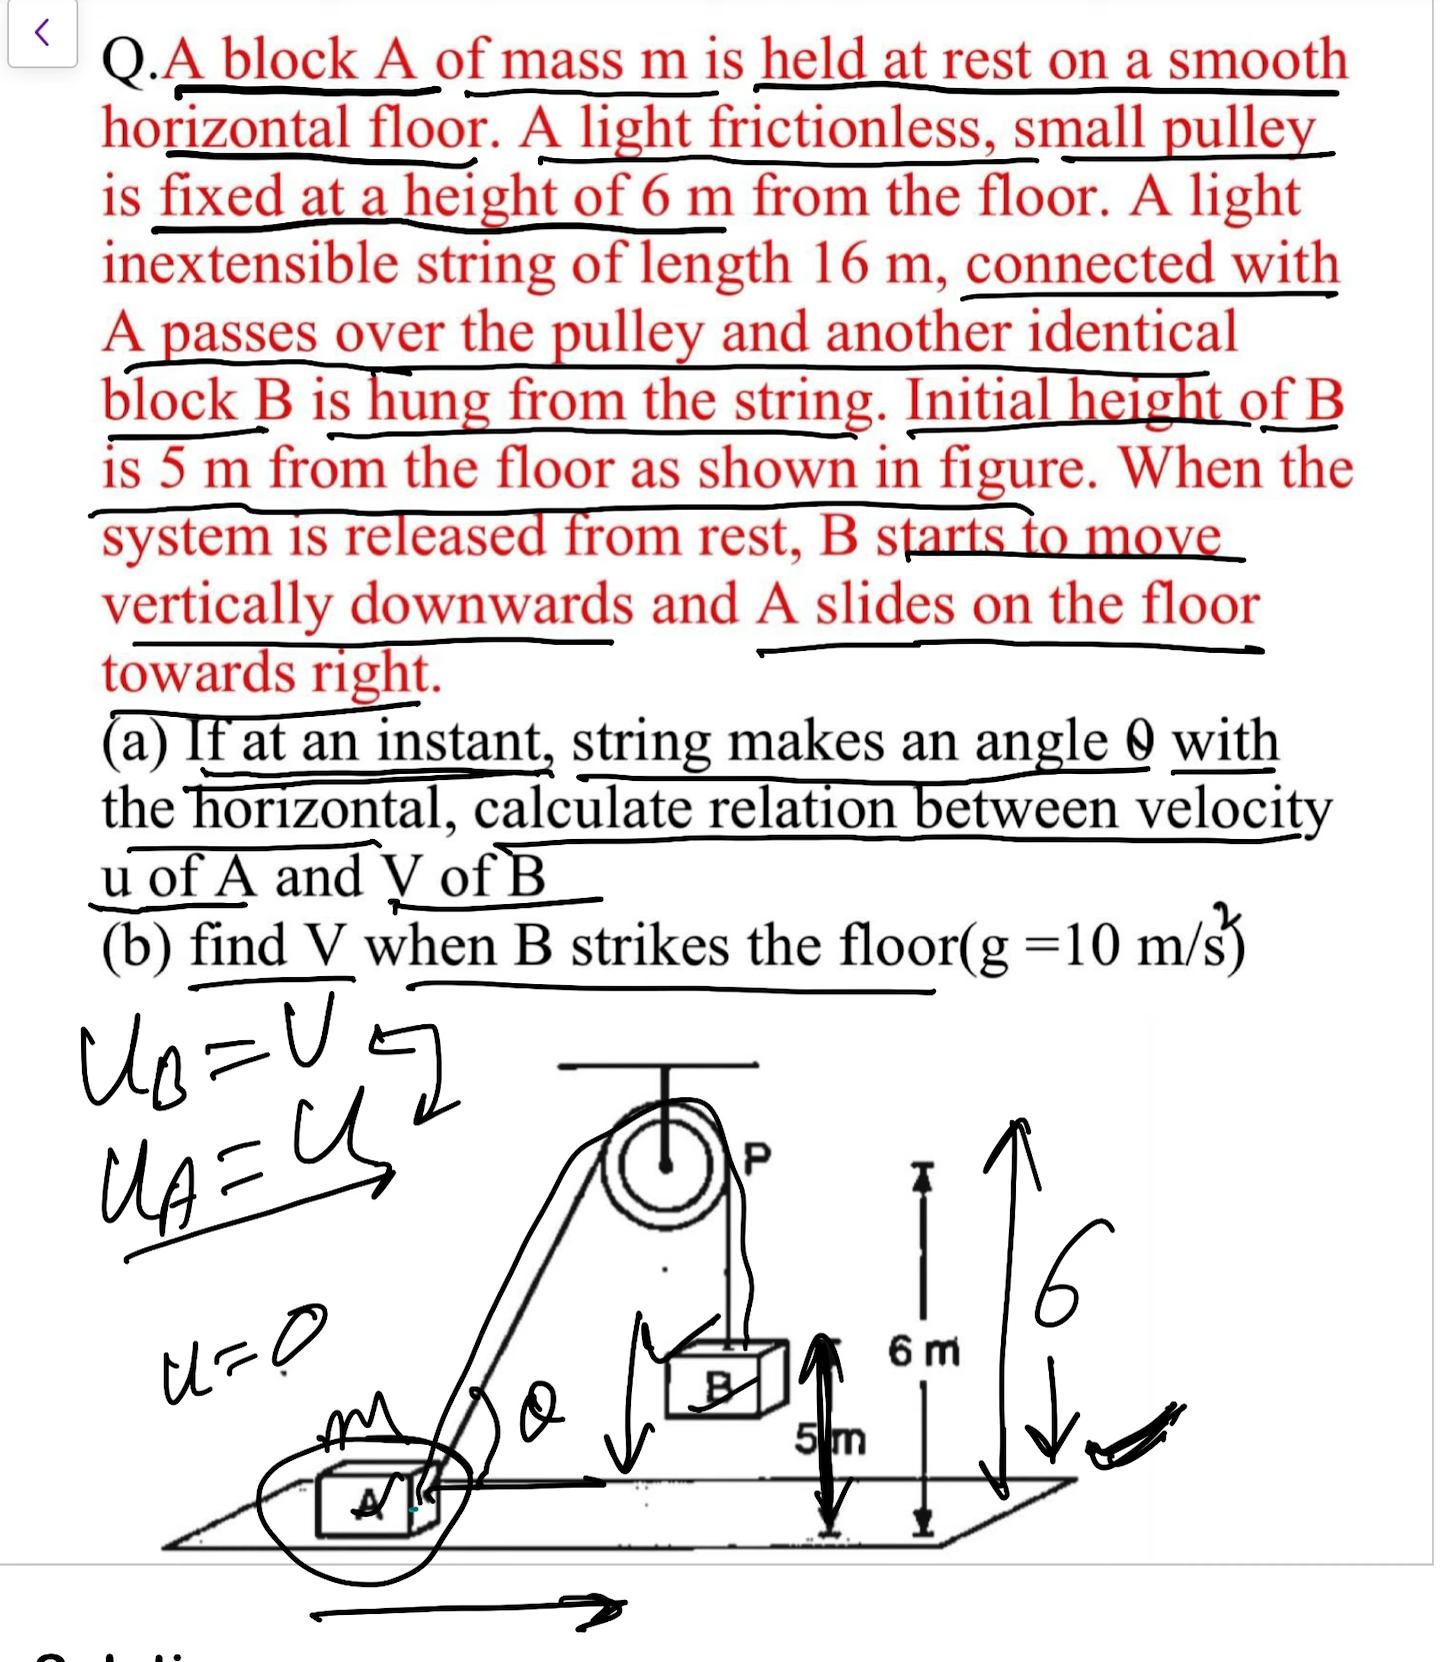 Q.A block A of mass m is held at rest on a smooth
horizontal floor. A light frictionless, small pulley
is fixed at a height of 6 m from the floor. A light
inextensible string of length 16 m, connected with
A passes over the pulley and another identical
block B is hung from the string. Initial height of B
is 5 m from the floor as shown in figure. When the
system is released from rest, B starts to move
vertically downwards and A slides on the floor
towards right.
(a) If at an instant, string makes an angle θ with
the horizontal, calculate relation between velocity
u of A and V of B
(b) find V when B strikes the floor(g =10 m/s²)
U_B = V
U_A = U
P
6
u = 0
6 m
B
θ
m
5 m
A